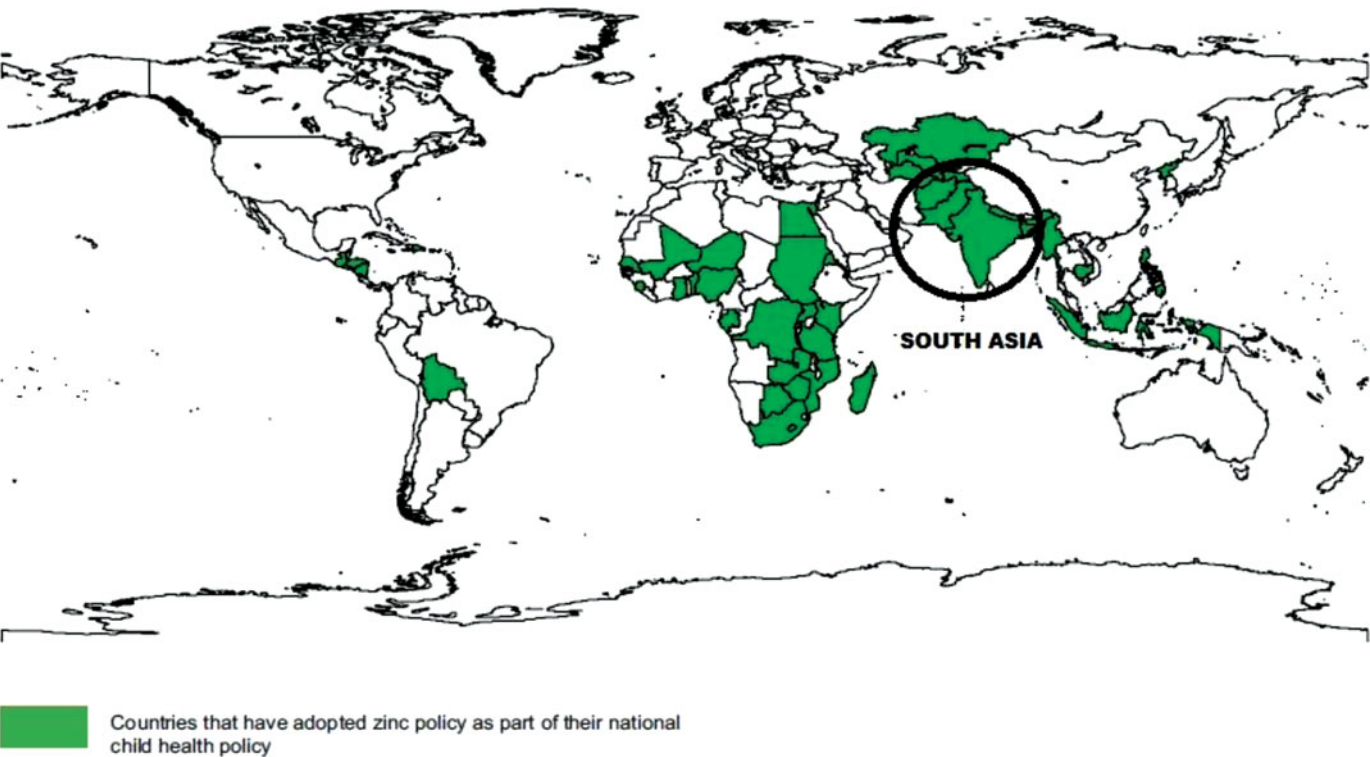 SOUTH ASIA
Countries that have adopted zinc policy as part of their national
child health policy